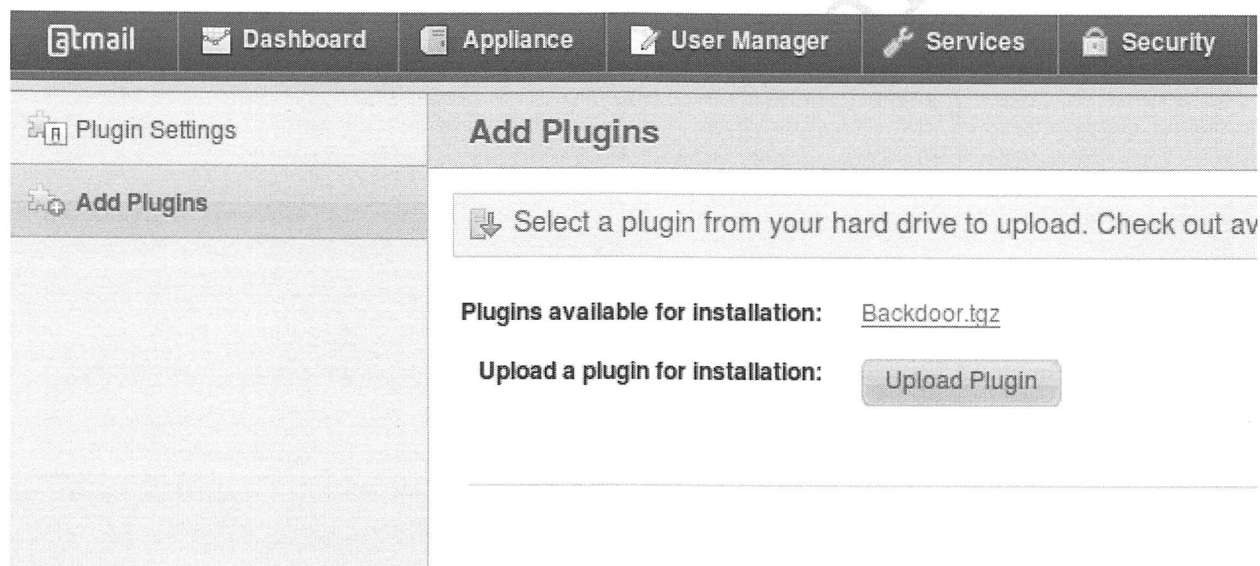 @tmail
Dashboard
Appliance
User Manager
Services
Security
Plugin Settings
Add Plugins
Add Plugins
Select a plugin from your hard drive to upload. Check out av
Plugins available for installation:
Backdoor.tgz
Upload a plugin for installation:
Upload Plugin